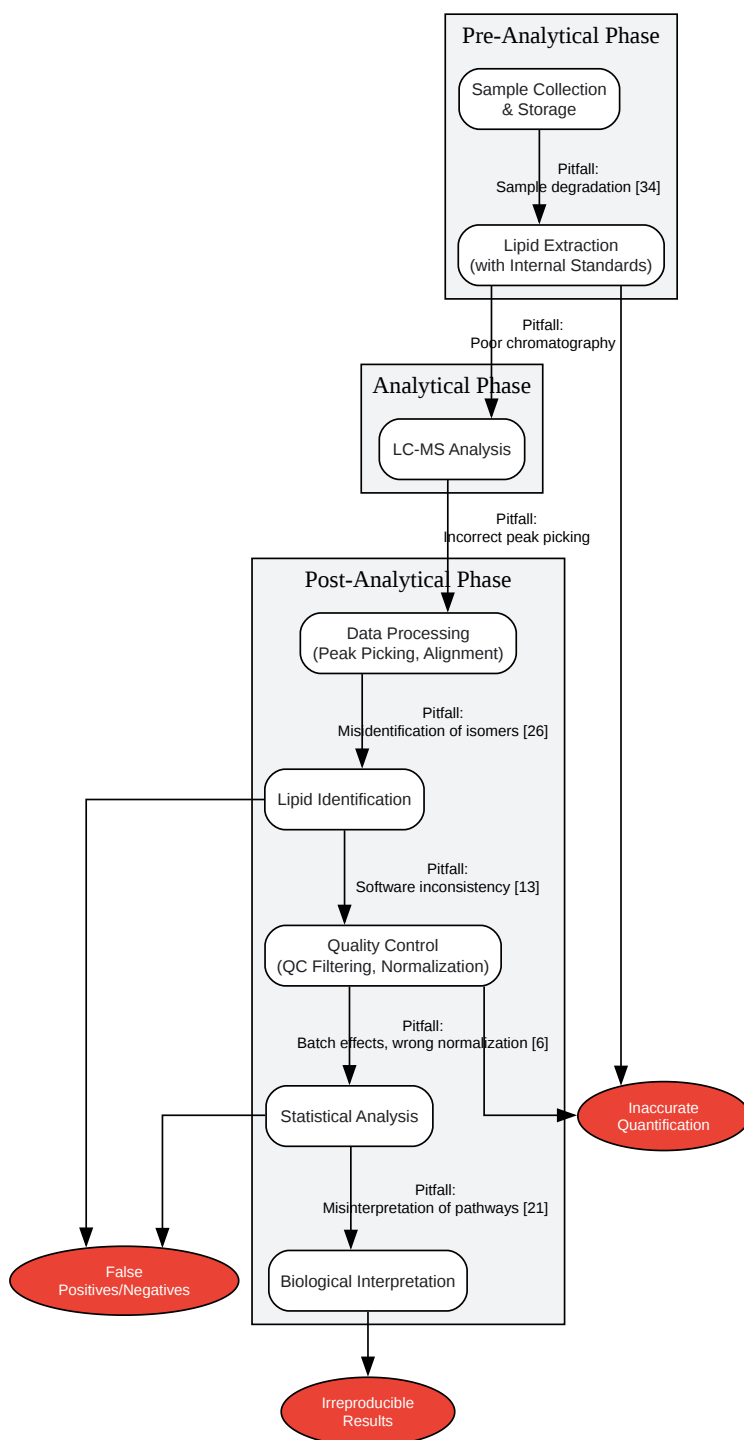 Pre-Analytical Phase
Sample Collection
& Storage
Pitfall:
Sample degradation [34]
Lipid Extraction
(with Internal Standards)
Pitfall:
Poor chromatography
Analytical Phase
LC-MS Analysis
Pitfall:
Incorrect peak picking
Post-Analytical Phase
Data Processing
(Peak Picking, Alignment)
Pitfall:
Misidentification of isomers [26]
Lipid Identification
Pitfall:
Software inconsistency [13]
Quality Control
(QC Filtering, Normalization)
Pitfall:
Batch effects, wrong normalization [6]
Statistical Analysis
Inaccurate
Quantification
Pitfall:
Misinterpretation of pathways [21]
False
Positives/Negatives
Biological Interpretation
Irreproducible
Results